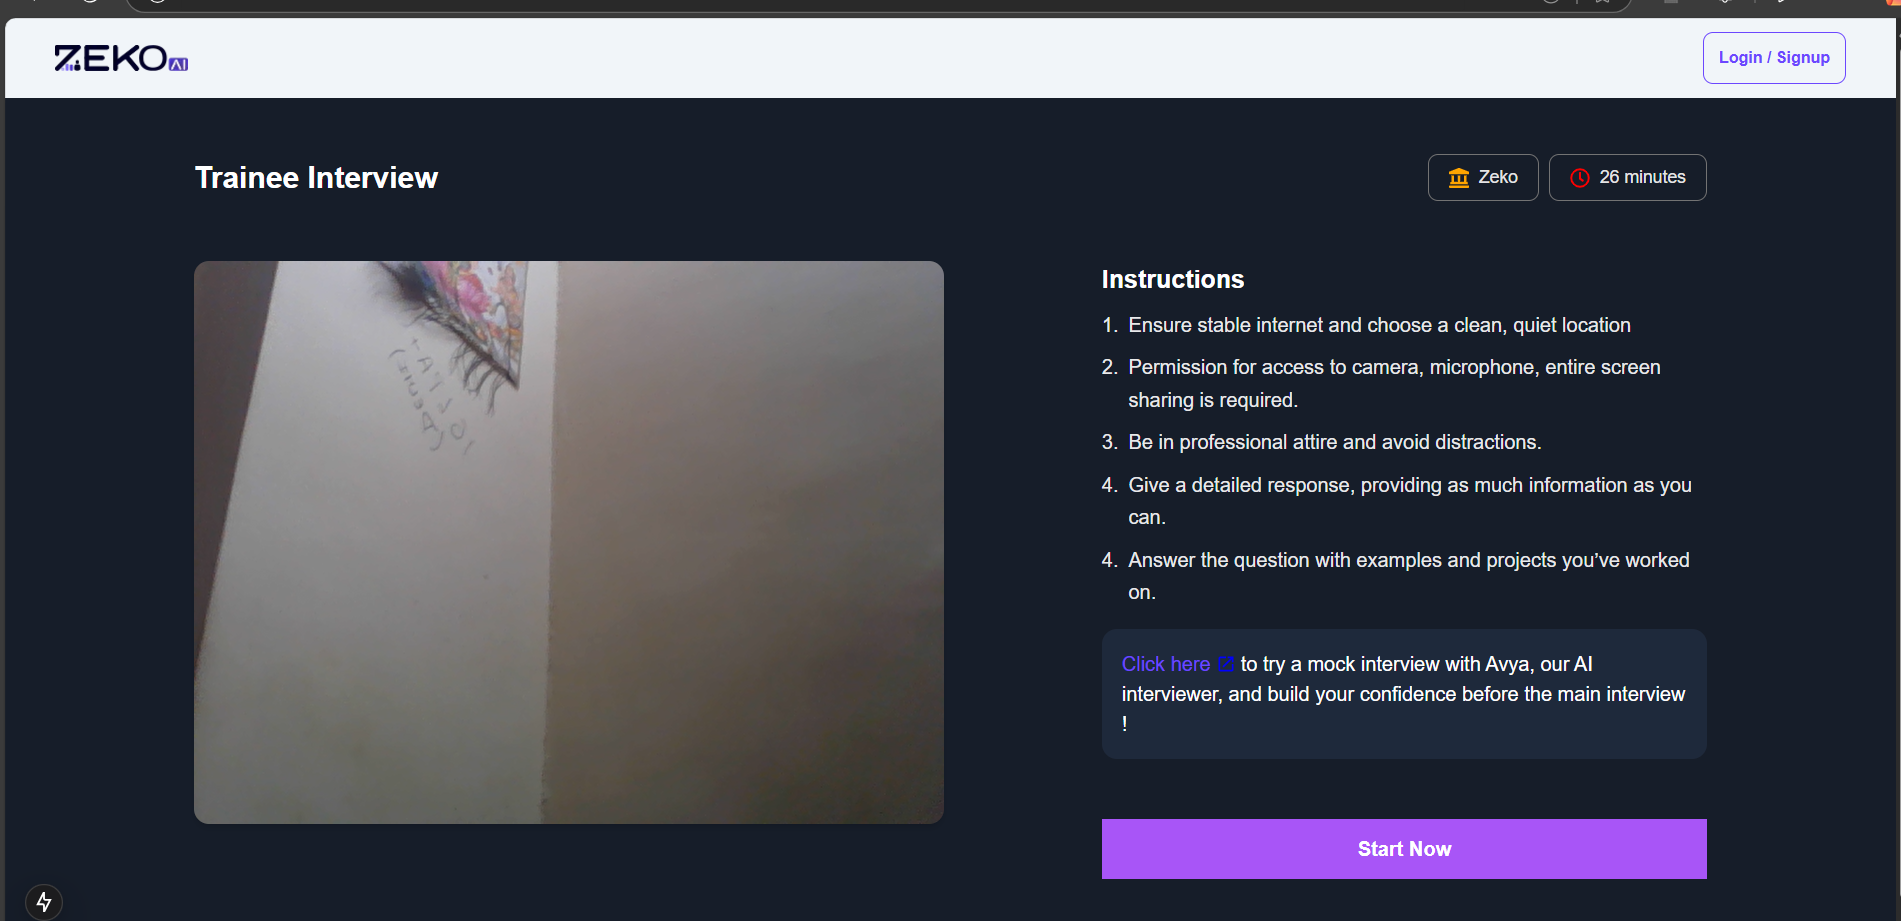 ZEKO AI
Login / Signup
Trainee Interview
Zeko
26 minutes
Instructions
1. Ensure stable internet and choose a clean, quiet location
2. Permission for access to camera, microphone, entire screen
sharing is required.
3. Be in professional attire and avoid distractions.
4. Give a detailed response, providing as much information as you
can.
4. Answer the question with examples and projects you’ve worked
on.
Click here to try a mock interview with Avya, our AI
interviewer, and build your confidence before the main interview
!
Start Now